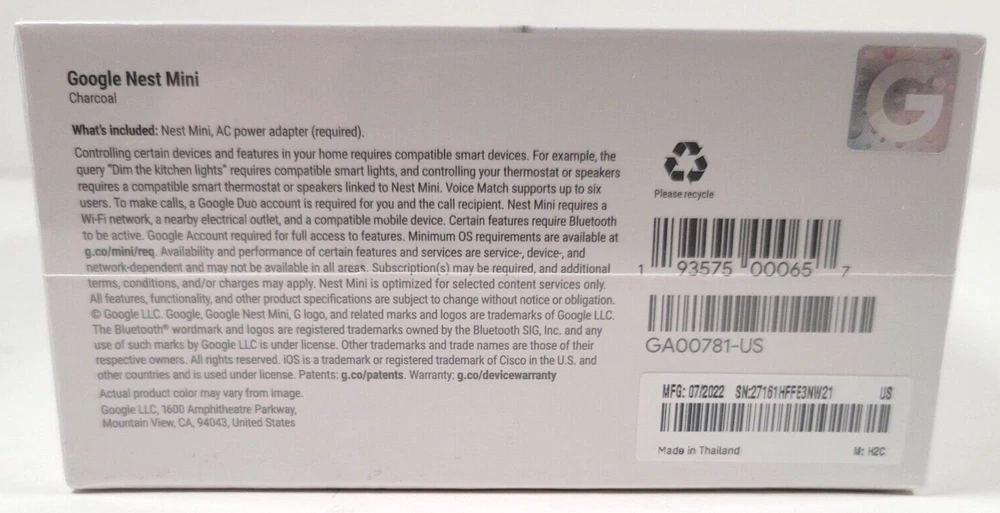 Google Nest Mini
Charcoal
What's included: Nest Mini, AC power adapter (required).
Controlling certain devices and features in your home requires compatible smart devices. For example, the
query "Dim the kitchen lights" requires compatible smart lights, and controlling your thermostat or speakers
requires a compatible smart thermostat or speakers linked to Nest Mini. Voice Match supports up to six
users. To make calls, a Google Duo account is required for you and the call recipient. Nest Mini requires a
Wi-Fi network, a nearby electrical outlet, and a compatible mobile device. Certain features require Bluetooth
to be active. Google Account required for full access to features. Minimum OS requirements are available at
g.co/mini/req. Availability and performance of certain features and services are service-, device-, and
network-dependent and may not be available in all areas. Subscription(s) may be required, and additional
terms, conditions, and/or charges may apply. Nest Mini is optimized for selected content services only.
All features, functionality, and other product specifications are subject to change without notice or obligation.
© Google LLC. Google, Google Nest Mini, G logo, and related marks and logos are trademarks of Google LLC.
The Bluetooth® wordmark and logos are registered trademarks owned by the Bluetooth SIG, Inc. and any
use of such marks by Google LLC is under license. Other trademarks and trade names are those of their
respective owners. All rights reserved. iOS is a trademark or registered trademark of Cisco in the U.S. and
other countries and is used under license. Patents: g.co/patents. Warranty: g.co/devicewarranty
Actual product color may vary from image.
Google LLC, 1600 Amphitheatre Parkway,
Mountain View, CA, 94043, United States
G
Please recycle
1 93575 00065 7
GA00781-US
MFG: 07/2022 SN:27161HFFE3NW21 US
Made in Thailand M: H2C